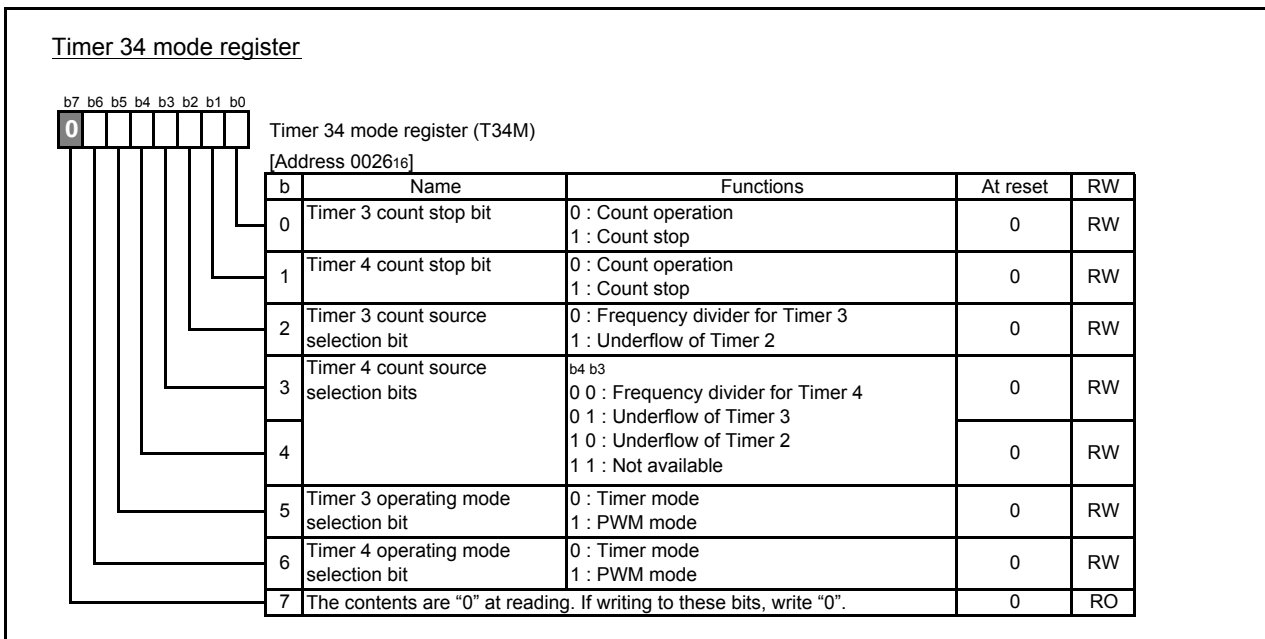 Timer 34 mode register
b7 b6 b5 b4 b3 b2 b1 b0
0
Timer 34 mode register (T34M)
[Address 002616]
b Name Functions At reset RW
0 Timer 3 count stop bit 0 : Count operation 0 RW
1 : Count stop
1 Timer 4 count stop bit 0 : Count operation 0 RW
1 : Count stop
2 Timer 3 count source 0 : Frequency divider for Timer 3 0 RW
selection bit 1 : Underflow of Timer 2
3 Timer 4 count source b4 b3 0 RW
selection bits 0 0 : Frequency divider for Timer 4
0 1 : Underflow of Timer 3
4 1 0 : Underflow of Timer 2 0 RW
1 1 : Not available
5 Timer 3 operating mode 0 : Timer mode 0 RW
selection bit 1 : PWM mode
6 Timer 4 operating mode 0 : Timer mode 0 RW
selection bit 1 : PWM mode
7 The contents are “0” at reading. If writing to these bits, write “0”. 0 RO